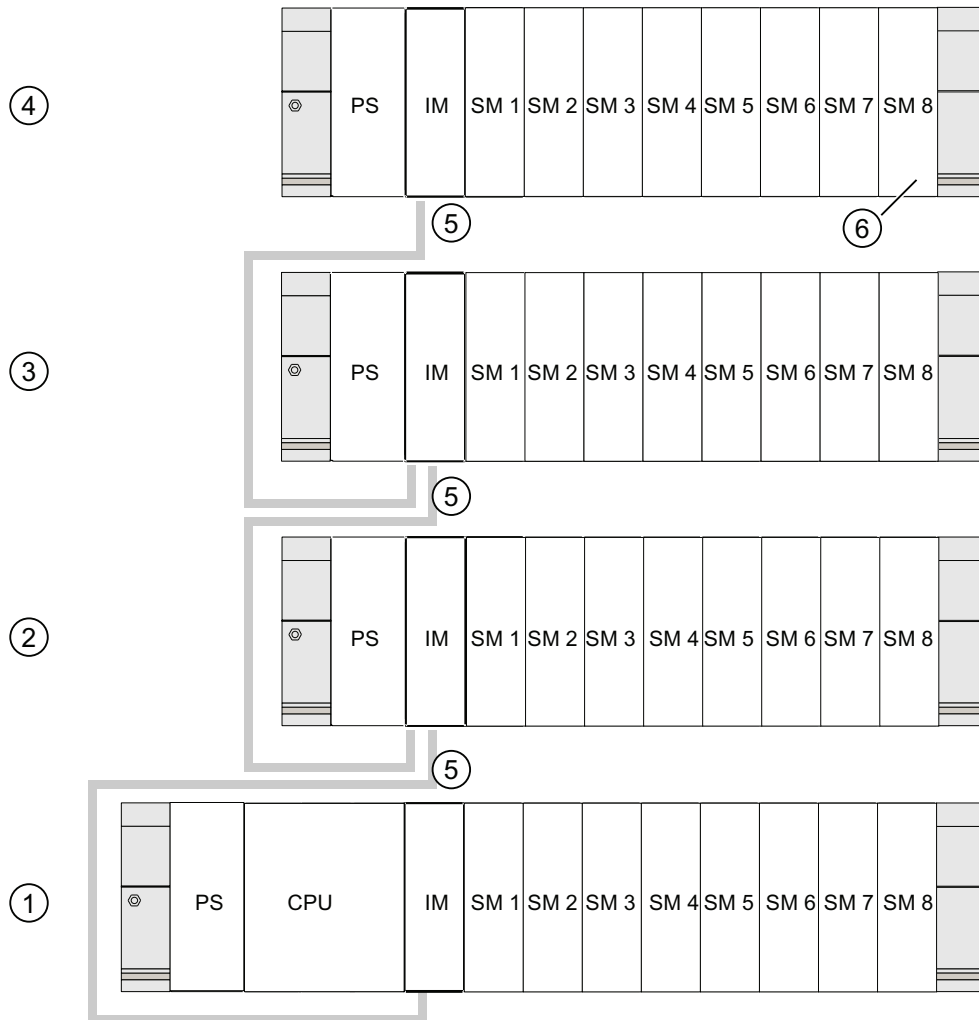 ④ PS IM SM 1 SM 2 SM 3 SM 4 SM 5 SM 6 SM 7 SM 8
⑤ ⑥
③ PS IM SM 1 SM 2 SM 3 SM 4 SM 5 SM 6 SM 7 SM 8
⑤
② PS IM SM 1 SM 2 SM 3 SM 4 SM 5 SM 6 SM 7 SM 8
⑤
① PS CPU IM SM 1 SM 2 SM 3 SM 4 SM 5 SM 6 SM 7 SM 8